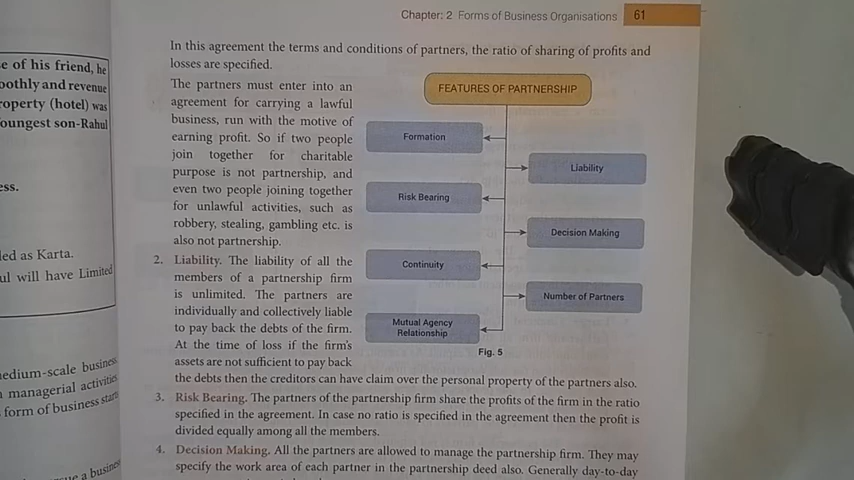 Chapter: 2 Forms of Business Organisations 61
e of his friend, he
oothly and revenue
roperty (hotel) was
oungest son-Rahul
ess.
led as Karta.
ul will have Limited
nedium-scale business
n managerial activities
form of business starts
a business
In this agreement the terms and conditions of partners, the ratio of sharing of profits and
losses are specified.
The partners must enter into an
agreement for carrying a lawful
business, run with the motive of
earning profit. So if two people
join together for charitable
purpose is not partnership, and
even two people joining together
for unlawful activities, such as
robbery, stealing, gambling etc. is
also not partnership.
2. Liability. The liability of all the
members of a partnership firm
is unlimited. The partners are
individually and collectively liable
to pay back the debts of the firm.
At the time of loss if the firm's
assets are not sufficient to pay back
the debts then the creditors can have claim over the personal property of the partners also.
FEATURES OF PARTNERSHIP
Formation
Liability
Risk Bearing
Decision Making
Continuity
Number of Partners
Mutual Agency
Relationship
Fig. 5
3. Risk Bearing. The partners of the partnership firm share the profits of the firm in the ratio
specified in the agreement. In case no ratio is specified in the agreement then the profit is
divided equally among all the members.
4. Decision Making. All the partners are allowed to manage the partnership firm. They may
specify the work area of each partner in the partnership deed also. Generally day-to-day